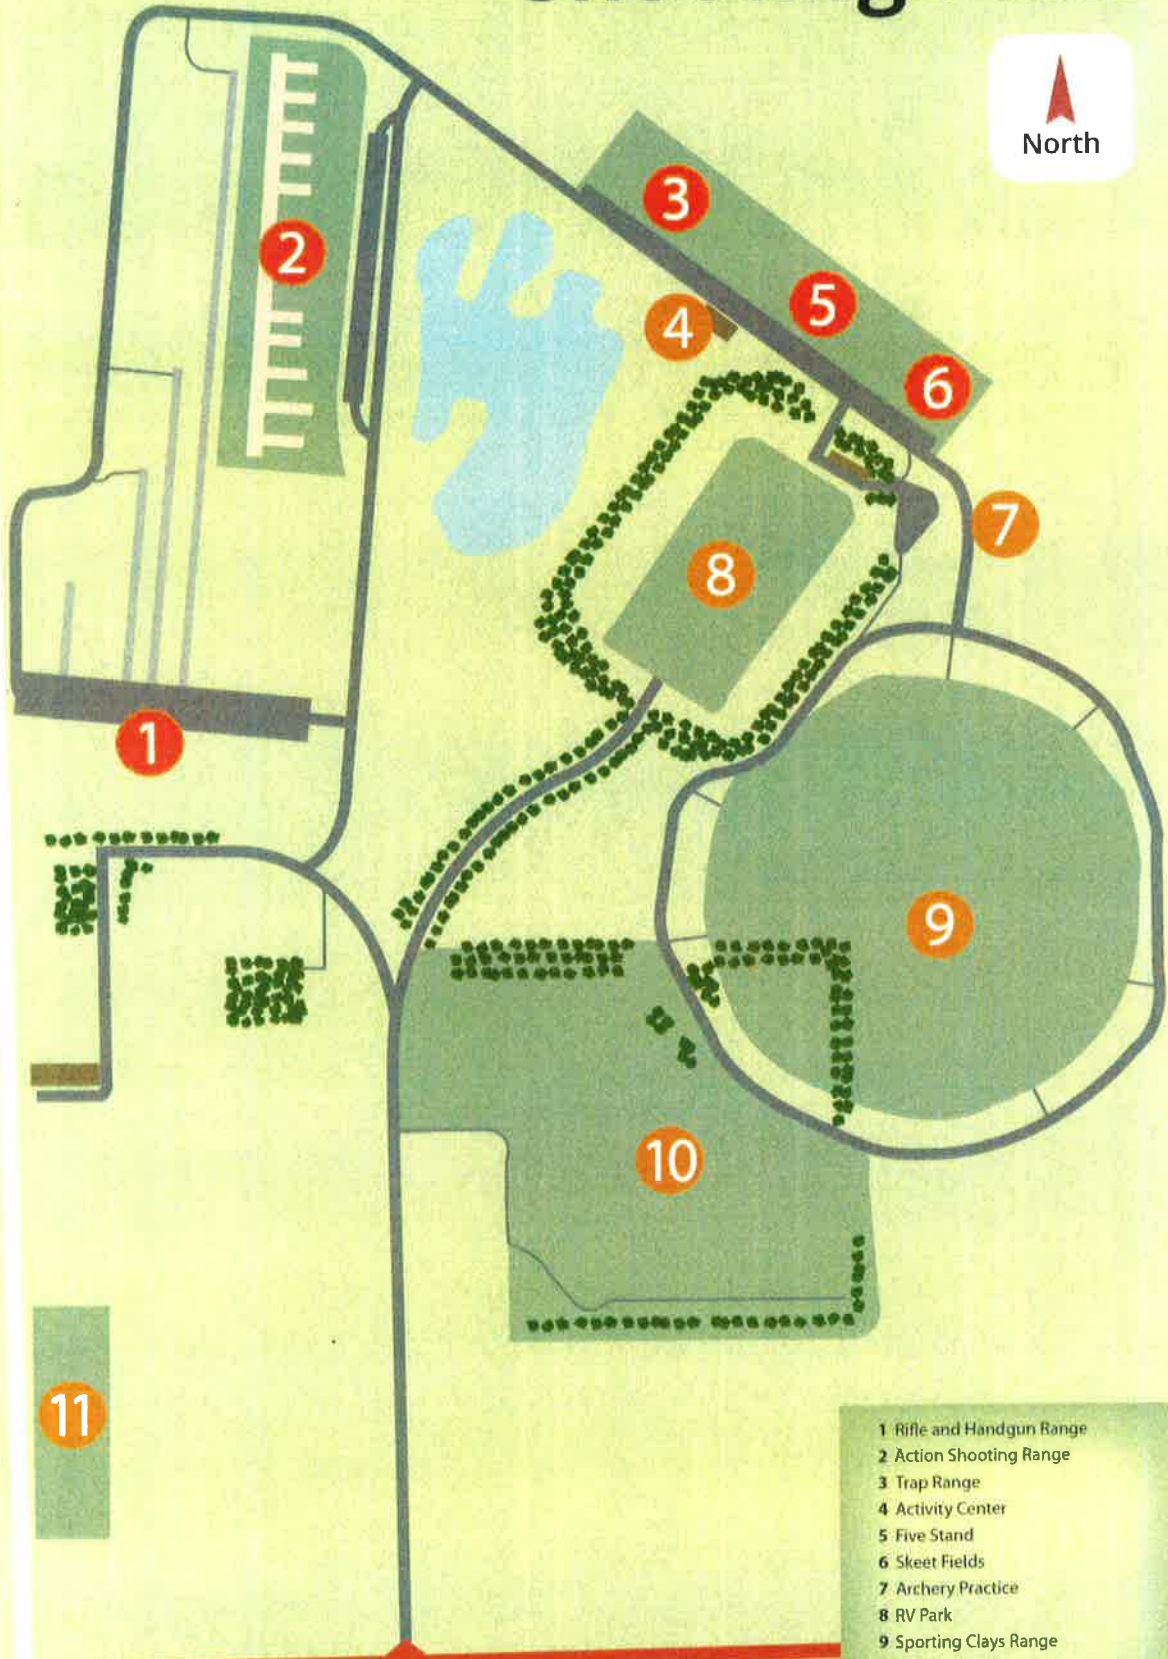 North
3
2
5
4
6
7
8
1
9
10
11
1 Rifle and Handgun Range
2 Action Shooting Range
3 Trap Range
4 Activity Center
5 Five Stand
6 Skeet Fields
7 Archery Practice
8 RV Park
9 Sporting Clays Range